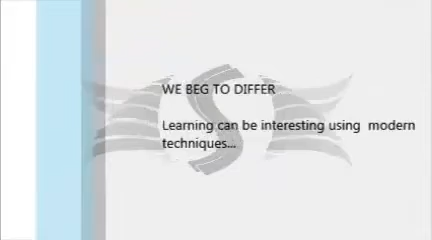 WE BEG TO DIFFER
Learning can be interesting using modern
techniques...